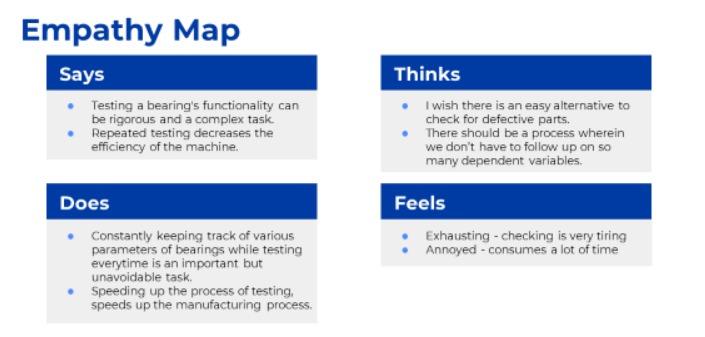 Empathy Map
Says
● Testing a bearing's functionality can
be rigorous and a complex task.
● Repeated testing decreases the
efficiency of the machine.
Thinks
● I wish there is an easy alternative to
check for defective parts.
● There should be a process wherein
we don't have to follow up on so
many dependent variables.
Does
● Constantly keeping track of various
parameters of bearings while testing
everytime is an important but
unavoidable task.
● Speeding up the process of testing,
speeds up the manufacturing process.
Feels
● Exhausting - checking is very tiring
● Annoyed - consumes a lot of time